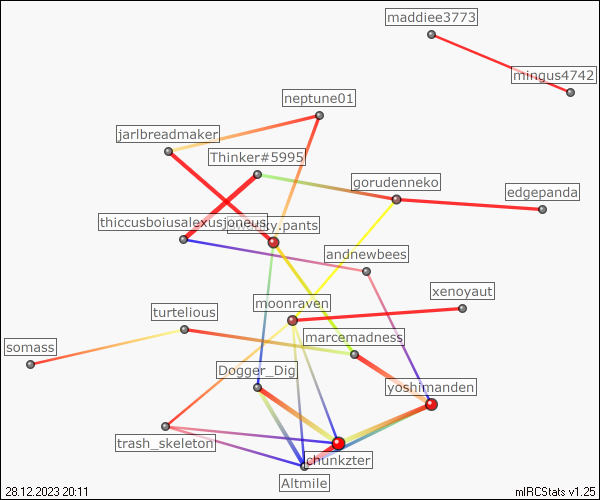 maddiee3773
mingus4742
neptune01
jarlbreadmaker
Thinker#5995
gorudenneko
edgepanda
thiccusboiusalexusjoneus
.pants
andnewbees
xenoyaut
moonraven
turtelious
marcemadness
somass
Dogger_Dig
yoshimanden
trash_skeleton
chunkzter
Altmile
28.12.2023 20:11
mIRCStats v1.25